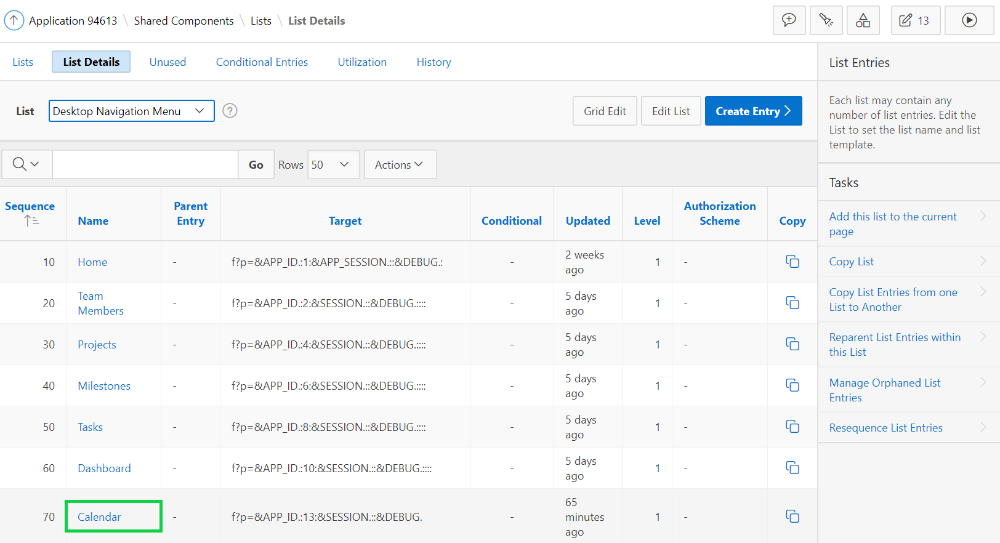 Application 94613 \ Shared Components \ Lists \ List Details
13
Lists List Details Unused Conditional Entries Utilization History
List Desktop Navigation Menu ? Grid Edit Edit List Create Entry
Go Rows 50 Actions
Sequence Name Parent Entry Target Conditional Updated Level Authorization Scheme Copy
10 Home - f?p=&APP_ID.:1:&APP_SESSION.::&DEBUG.: - 2 weeks ago 1 -
20 Team Members - f?p=&APP_ID.:2:&SESSION.::&DEBUG.:::: - 5 days ago 1 -
30 Projects - f?p=&APP_ID.:4:&SESSION.::&DEBUG.:::: - 5 days ago 1 -
40 Milestones - f?p=&APP_ID.:6:&SESSION.::&DEBUG.:::: - 5 days ago 1 -
50 Tasks - f?p=&APP_ID.:8:&SESSION.::&DEBUG.:::: - 5 days ago 1 -
60 Dashboard - f?p=&APP_ID.:10:&SESSION.::&DEBUG.:::: - 5 days ago 1 -
70 Calendar - f?p=&APP_ID.:13:&SESSION.::&DEBUG. - 65 minutes ago 1 -
List Entries
Each list may contain any
number of list entries. Edit the
List to set the list name and list
template.
Tasks
Add this list to the current
page
Copy List
Copy List Entries from one
List to Another
Reparent List Entries within
this List
Manage Orphaned List
Entries
Resequence List Entries